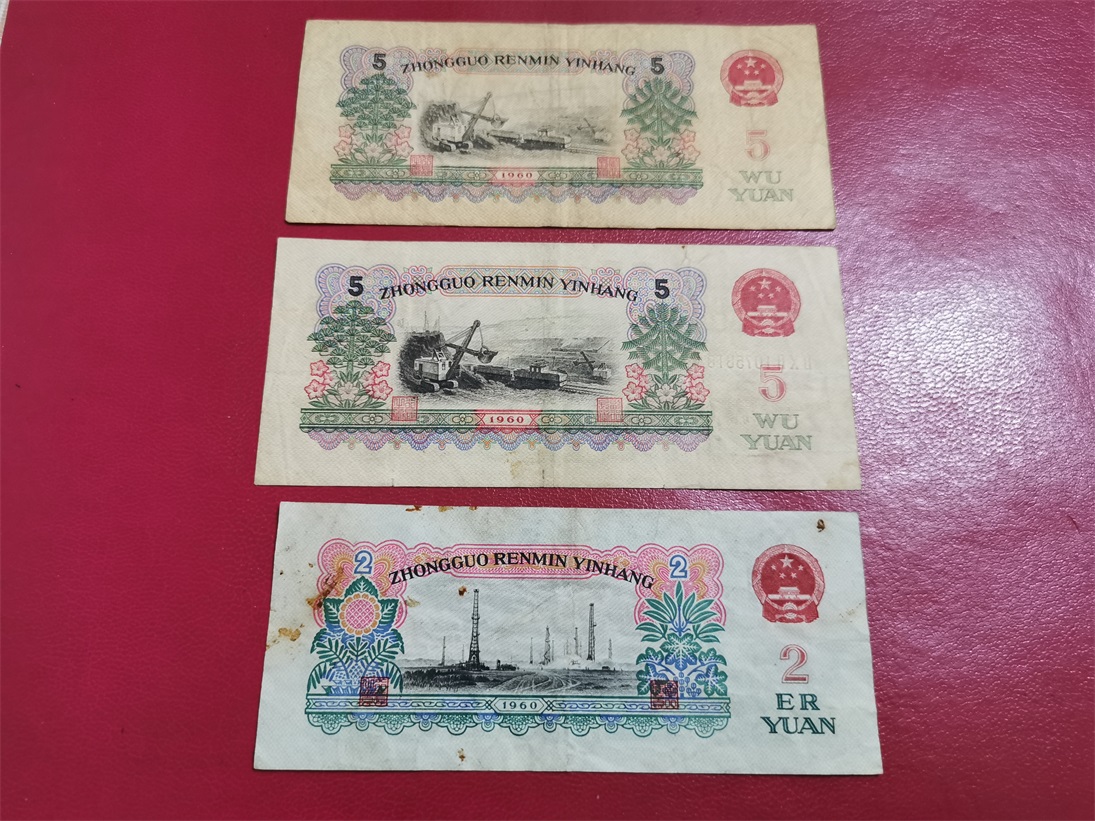 5 ZHONGGUO RENMIN YINHANG 5
5
WU
YUAN
1960
5 ZHONGGUO RENMIN YINHANG 5
5
WU
YUAN
1960
2 ZHONGGUO RENMIN YINHANG 2
2
ER
YUAN
1960